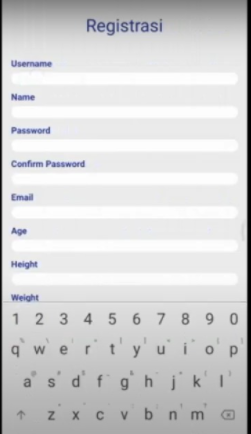 Registrasi
Username
Name
Password
Confirm Password
Email
Age
Height
Weight
1 2 3 4 5 6 7 8 9 0
q w e r t y u i o p
a s d f g h j k l
z x c v b n m